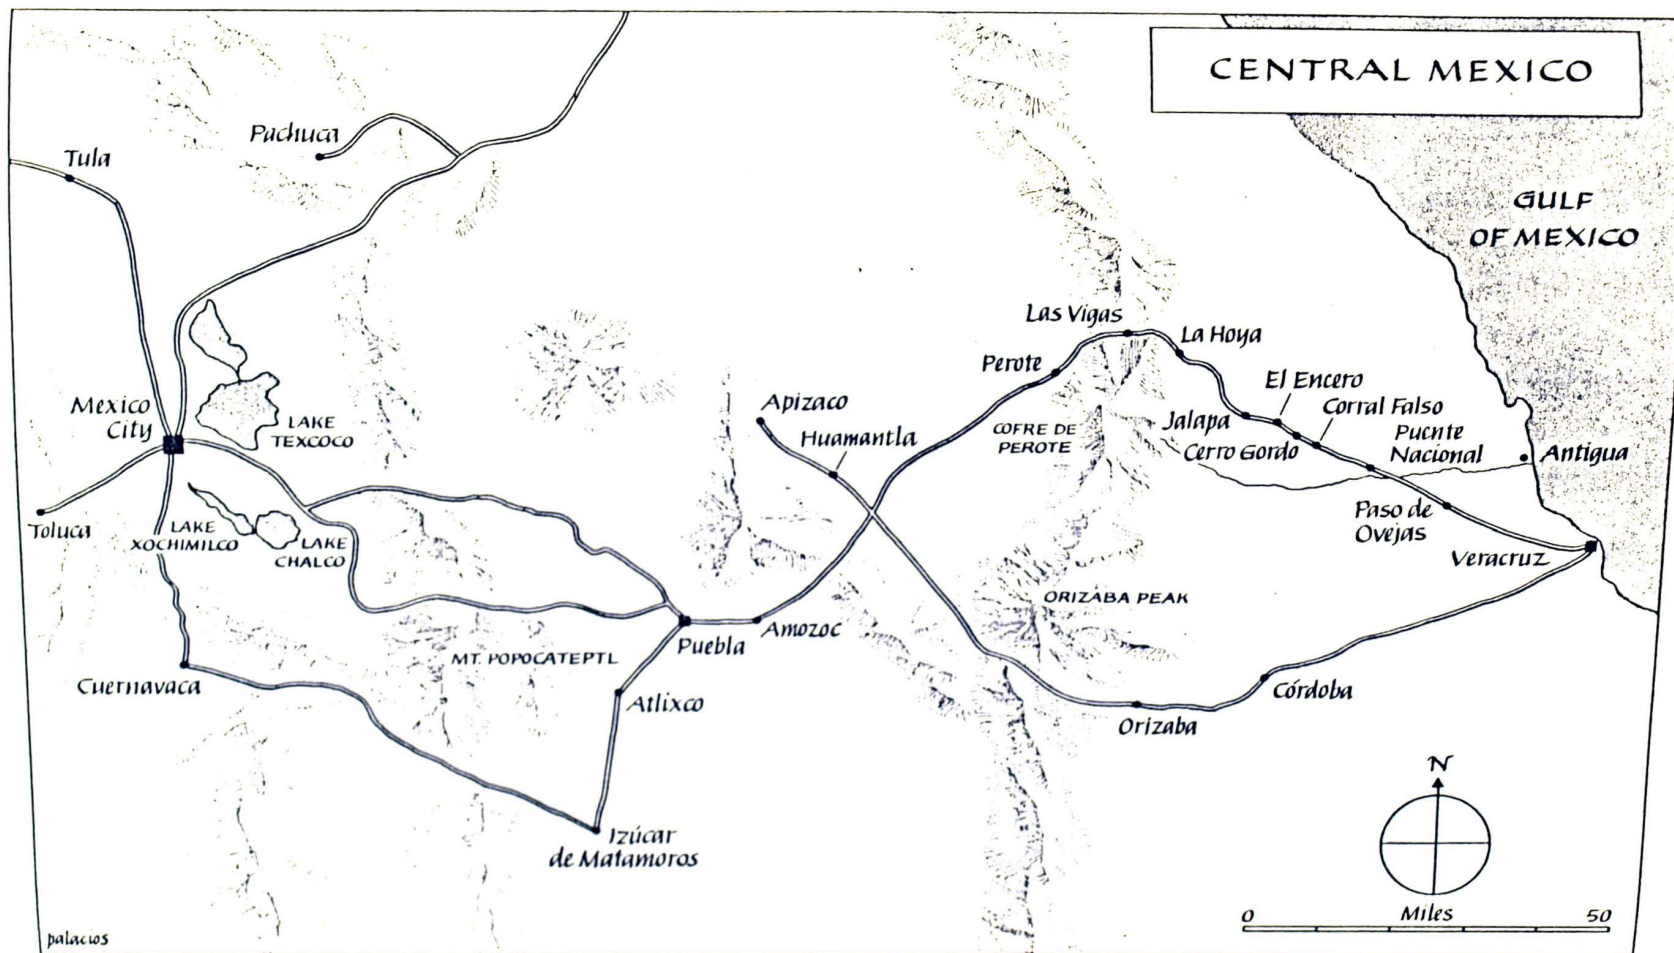 CENTRAL MEXICO
GULF
OF MEXICO
Pachuca
Tula
Las Vigas
La Hoya
Perote
El Encero
Corral Falso
Apizaco
Mexico
City
LAKE
TEXCOCO
Huamantla
COFRE DE
PEROTE
Jalapa
Cerro Gordo
Puente
Nacional
Antigua
Toluca
LAKE
XOCHIMILCO
LAKE
CHALCO
Paso de
Ovejas
Veracruz
ORIZABA PEAK
Amozoc
Puebla
MT. POPOCATEPTL
Cuernavaca
Atlixco
Córdoba
Orizaba
Izúcar
de Matamoros
N
Miles
0 50
palacios